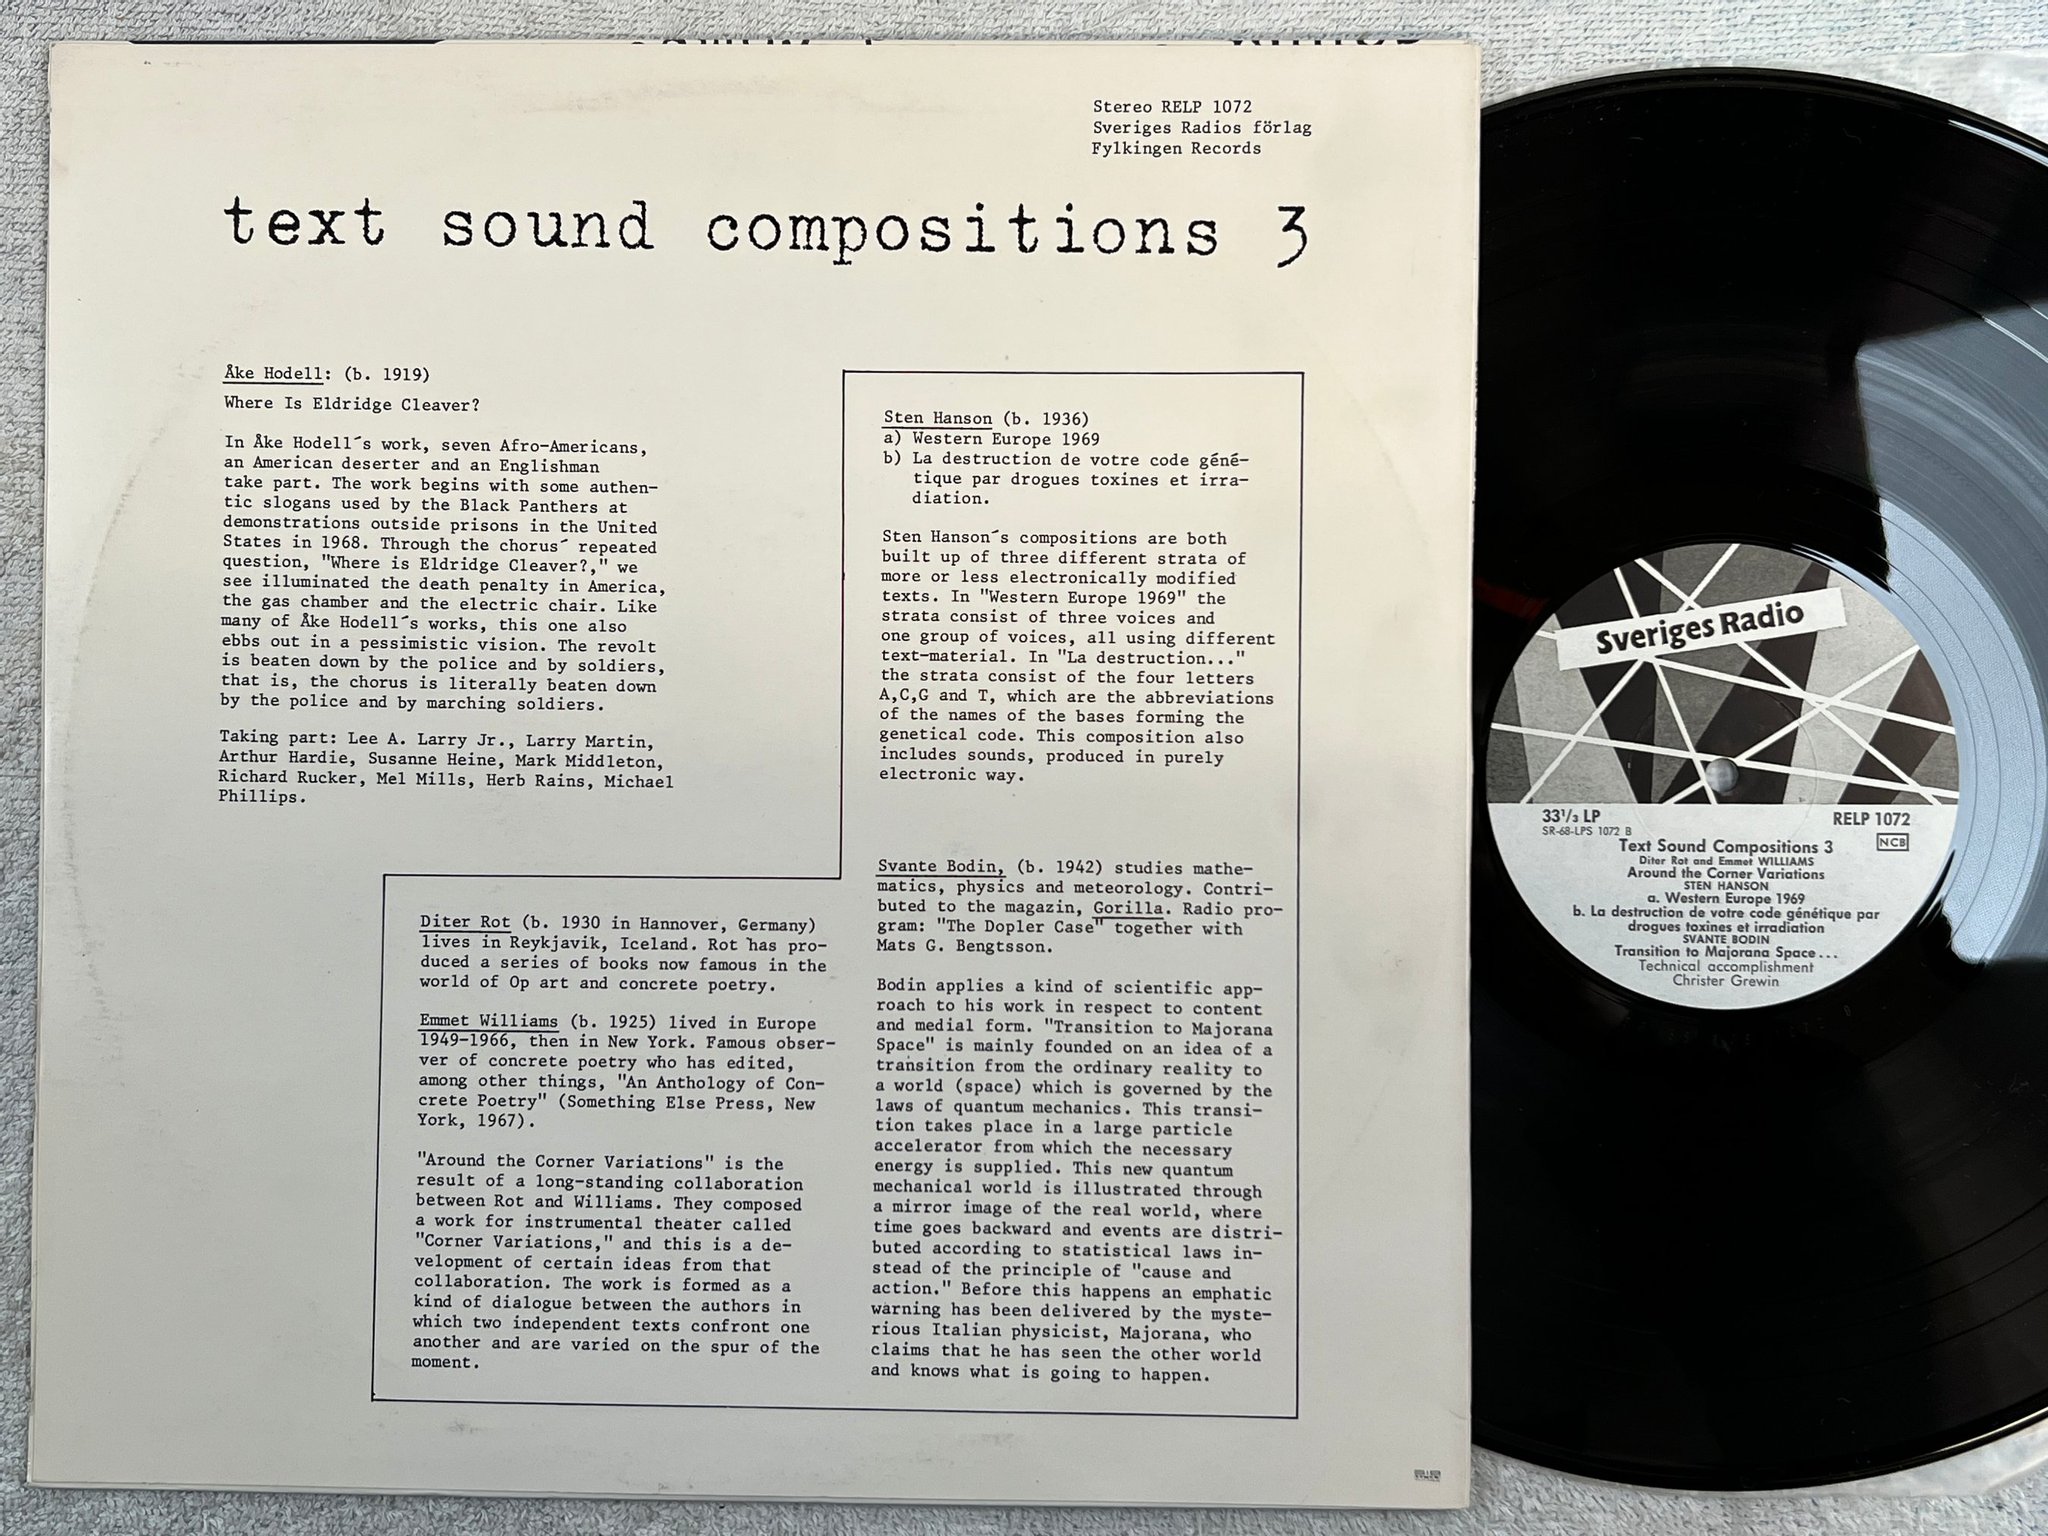 Stereo RELP 1072
Sveriges Radios förlag
Fylkingen Records
text sound compositions 3
Åke Hodell: (b. 1919)
Where Is Eldridge Cleaver?
In Åke Hodell´s work, seven Afro-Americans,
an American deserter and an Englishman
take part. The work begins with some authen-
tic slogans used by the Black Panthers at
demonstrations outside prisons in the United
States in 1968. Through the chorus´ repeated
question, "Where is Eldridge Cleaver?," we
see illuminated the death penalty in America,
the gas chamber and the electric chair. Like
many of Åke Hodell´s works, this one also
ebbs out in a pessimistic vision. The revolt
is beaten down by the police and by soldiers,
that is, the chorus is literally beaten down
by the police and by marching soldiers.
Taking part: Lee A. Larry Jr., Larry Martin,
Arthur Hardie, Susanne Heine, Mark Middleton,
Richard Rucker, Mel Mills, Herb Rains, Michael
Phillips.
Diter Rot (b. 1930 in Hannover, Germany)
lives in Reykjavik, Iceland. Rot has pro-
duced a series of books now famous in the
world of Op art and concrete poetry.
Emmet Williams (b. 1925) lived in Europe
1949-1966, then in New York. Famous obser-
ver of concrete poetry who has edited,
among other things, "An Anthology of Con-
crete Poetry" (Something Else Press, New
York, 1967).
"Around the Corner Variations" is the
result of a long-standing collaboration
between Rot and Williams. They composed
a work for instrumental theater called
"Corner Variations," and this is a de-
velopment of certain ideas from that
collaboration. The work is formed as a
kind of dialogue between the authors in
which two independent texts confront one
another and are varied on the spur of the
moment.
Sten Hanson (b. 1936)
a) Western Europe 1969
b) La destruction de votre code géné-
tique par drogues toxines et irra-
diation.
Sten Hanson´s compositions are both
built up of three different strata of
more or less electronically modified
texts. In "Western Europe 1969" the
strata consist of three voices and
one group of voices, all using different
text-material. In "La destruction..."
the strata consist of the four letters
A,C,G and T, which are the abbreviations
of the names of the bases forming the
genetical code. This composition also
includes sounds, produced in purely
electronic way.
Svante Bodin, (b. 1942) studies mathe-
matics, physics and meteorology. Contri-
buted to the magazin, Gorilla. Radio pro-
gram: "The Dopler Case" together with
Mats G. Bengtsson.
Bodin applies a kind of scientific app-
roach to his work in respect to content
and medial form. "Transition to Majorana
Space" is mainly founded on an idea of a
transition from the ordinary reality to
a world (space) which is governed by the
laws of quantum mechanics. This transi-
tion takes place in a large particle
accelerator from which the necessary
energy is supplied. This new quantum
mechanical world is illustrated through
a mirror image of the real world, where
time goes backward and events are distri-
buted according to statistical laws in-
stead of the principle of "cause and
action." Before this happens an emphatic
warning has been delivered by the myste-
rious Italian physicist, Majorana, who
claims that he has seen the other world
and knows what is going to happen.
Sveriges Radio
33 1/3 LP
RELP 1072
SR-68-LPS 1072 B
NCB
Text Sound Compositions 3
Diter Rot and Emmet WILLIAMS
Around the Corner Variations
STEN HANSON
a. Western Europe 1969
b. La destruction de votre code génétique par
drogues toxines et irradiation
SVANTE BODIN
Transition to Majorana Space...
Technical accomplishment
Christer Grewin